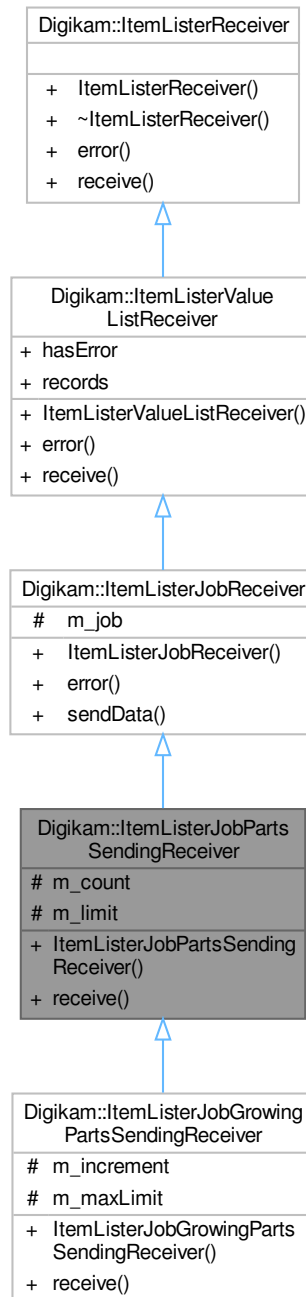 Digikam::ItemListerReceiver
+ ItemListerReceiver()
+ ~ItemListerReceiver()
+ error()
+ receive()
Digikam::ItemListerValue
ListReceiver
+ hasError
+ records
+ ItemListerValueListReceiver()
+ error()
+ receive()
Digikam::ItemListerJobReceiver
# m_job
+ ItemListerJobReceiver()
+ error()
+ sendData()
Digikam::ItemListerJobParts
SendingReceiver
# m_count
# m_limit
+ ItemListerJobPartsSending
Receiver()
+ receive()
Digikam::ItemListerJobGrowing
PartsSendingReceiver
# m_increment
# m_maxLimit
+ ItemListerJobGrowingParts
SendingReceiver()
+ receive()